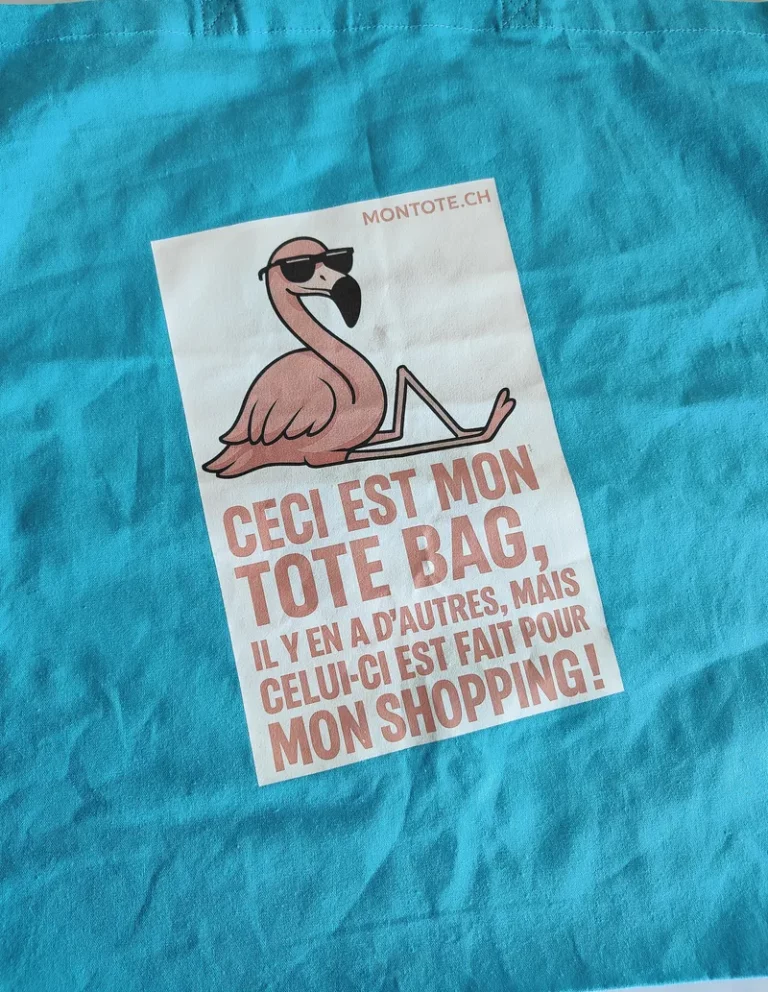 MONTOTE.CH
CECI EST MON
TOTE BAG,
IL Y EN A D'AUTRES, MAIS
CELUI-CI EST FAIT POUR
MON SHOPPING!